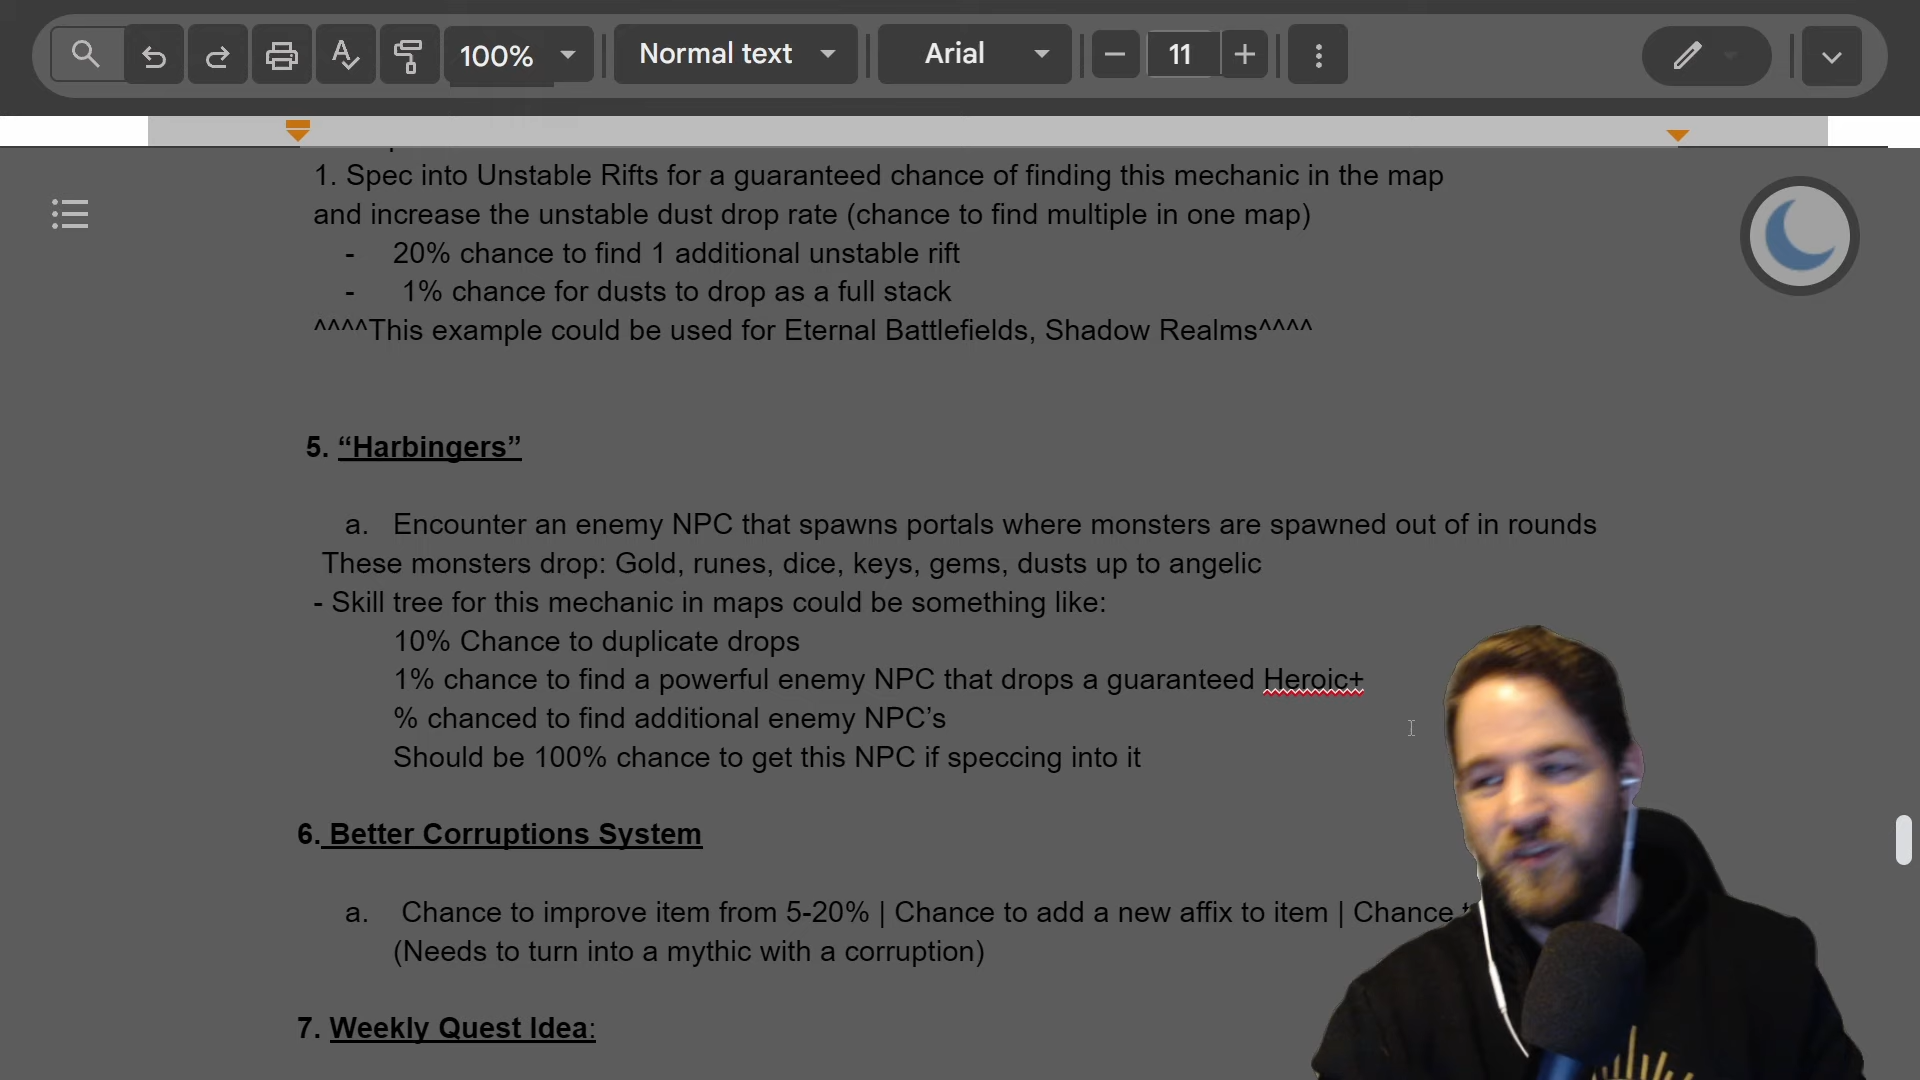 100%
Normal text
Arial
11
1. Spec into Unstable Rifts for a guaranteed chance of finding this mechanic in the map
and increase the unstable dust drop rate (chance to find multiple in one map)
- 20% chance to find 1 additional unstable rift
- 1% chance for dusts to drop as a full stack
^^^^This example could be used for Eternal Battlefields, Shadow Realms^^^^
5. “Harbingers”
a. Encounter an enemy NPC that spawns portals where monsters are spawned out of in rounds
These monsters drop: Gold, runes, dice, keys, gems, dusts up to angelic
- Skill tree for this mechanic in maps could be something like:
10% Chance to duplicate drops
1% chance to find a powerful enemy NPC that drops a guaranteed Heroic+
% chanced to find additional enemy NPC’s
Should be 100% chance to get this NPC if speccing into it
6. Better Corruptions System
a. Chance to improve item from 5-20% | Chance to add a new affix to item | Chance
(Needs to turn into a mythic with a corruption)
7. Weekly Quest Idea: